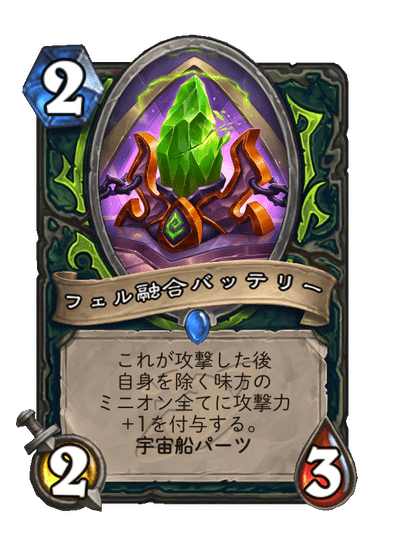 2
フェル融合バッテリー
これが攻撃した後
自身を除く味方の
ミニオン全てに攻撃力
+1を付与する。
宇宙船パーツ
2
3